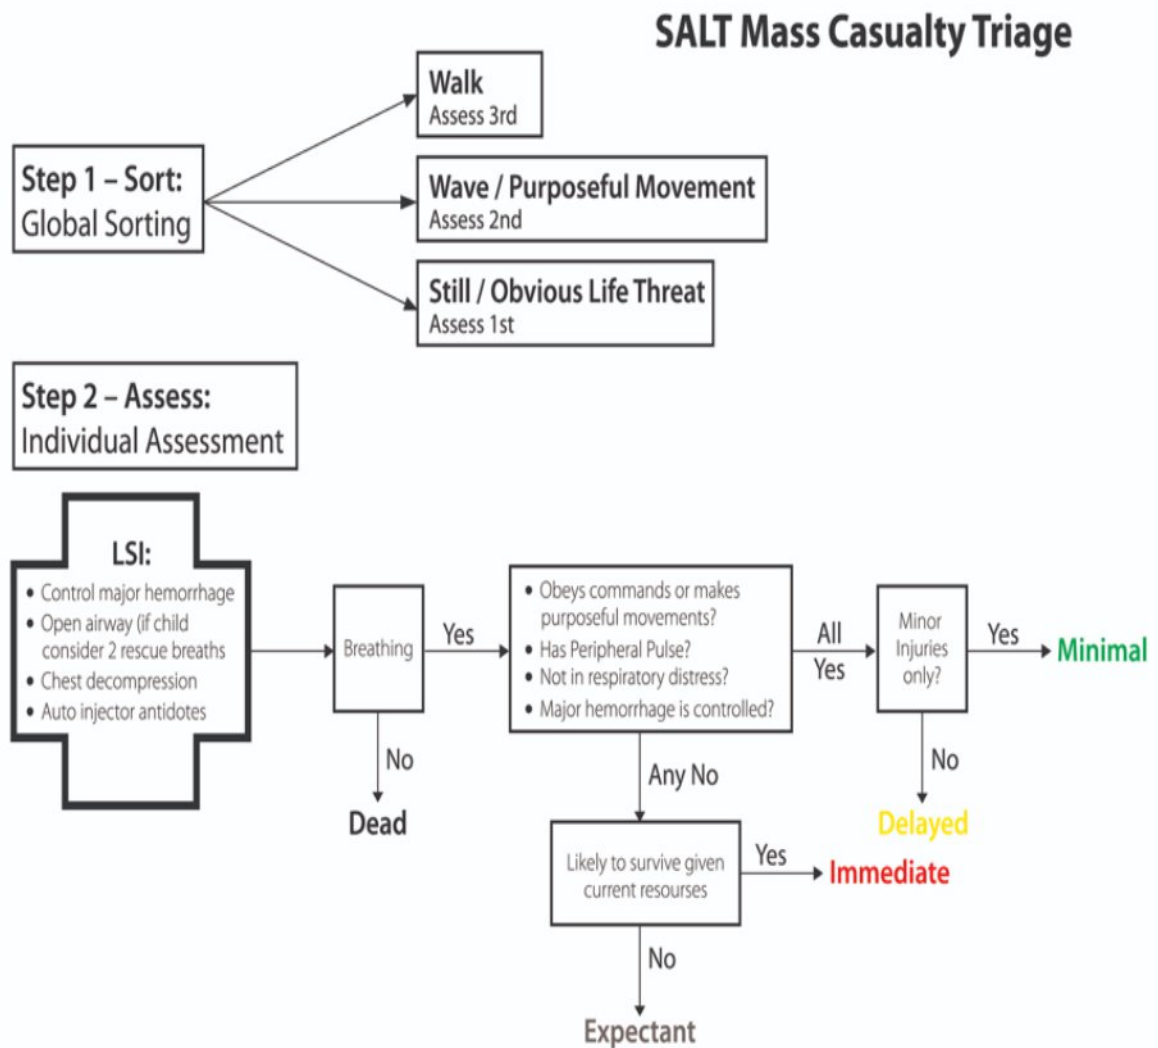 SALT Mass Casualty Triage
Step 1 – Sort:
Global Sorting
Walk
Assess 3rd
Wave / Purposeful Movement
Assess 2nd
Still / Obvious Life Threat
Assess 1st
Step 2 – Assess:
Individual Assessment
LSI:
• Control major hemorrhage
• Open airway (if child
consider 2 rescue breaths
• Chest decompression
• Auto injector antidotes
Breathing
Yes
No
Dead
• Obeys commands or makes
purposeful movements?
• Has Peripheral Pulse?
• Not in respiratory distress?
• Major hemorrhage is controlled?
All
Yes
Minor
Injuries
only?
Yes
Minimal
No
Delayed
Any No
Likely to survive given
current resourses
Yes
Immediate
No
Expectant